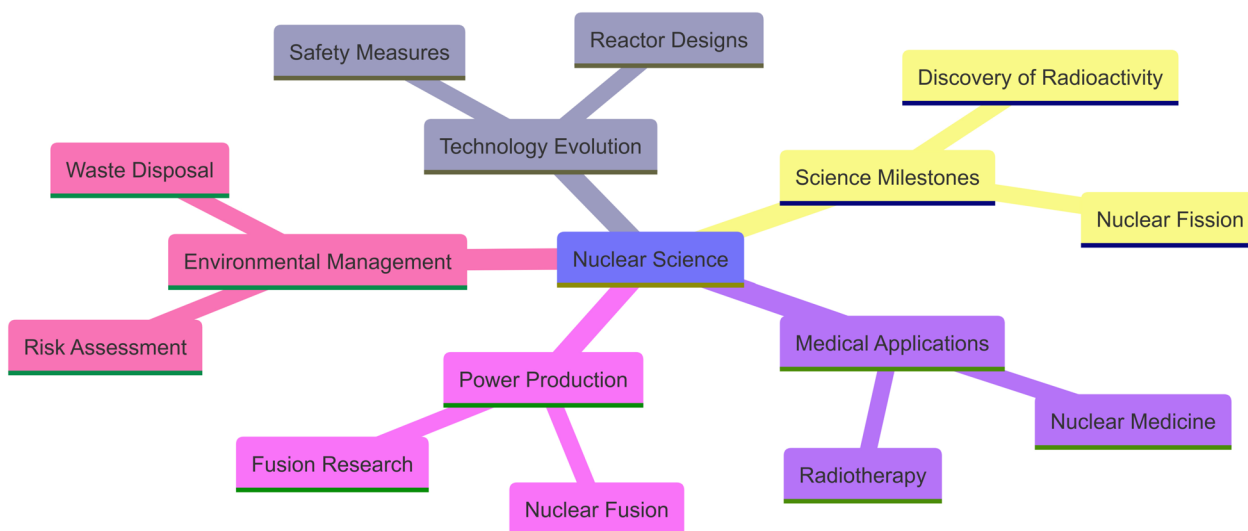 Safety Measures
Reactor Designs
Discovery of Radioactivity
Technology Evolution
Waste Disposal
Science Milestones
Nuclear Fission
Environmental Management
Nuclear Science
Risk Assessment
Medical Applications
Power Production
Nuclear Medicine
Fusion Research
Radiotherapy
Nuclear Fusion